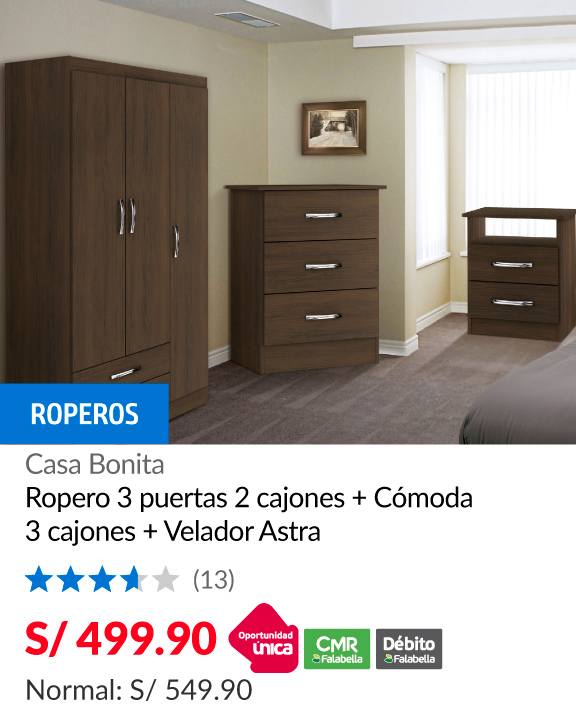 ROPEROS
Casa Bonita
Ropero 3 puertas 2 cajones + Cómoda
3 cajones + Velador Astra
(13)
S/ 499.90
Oportunidad
única
CMR
Falabella
Débito
Falabella
Normal: S/ 549.90